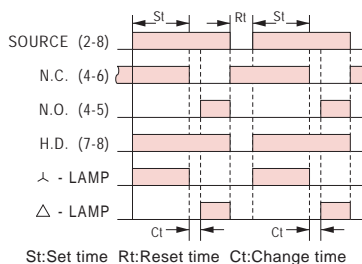 St Rt St
SOURCE (2-8)
N.C. (4-6)
N.O. (4-5)
H.D. (7-8)
⅄ - LAMP
△ - LAMP
Ct Ct
St:Set time Rt:Reset time Ct:Change time